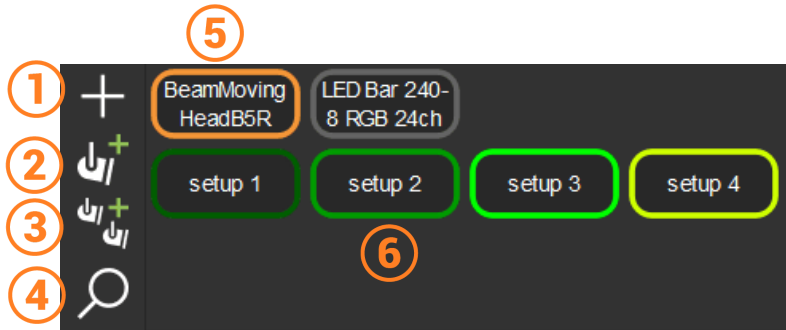 5
1
BeamMoving
HeadB5R
LED Bar 240-
8 RGB 24ch
2
setup 1
setup 2
setup 3
setup 4
3
6
4